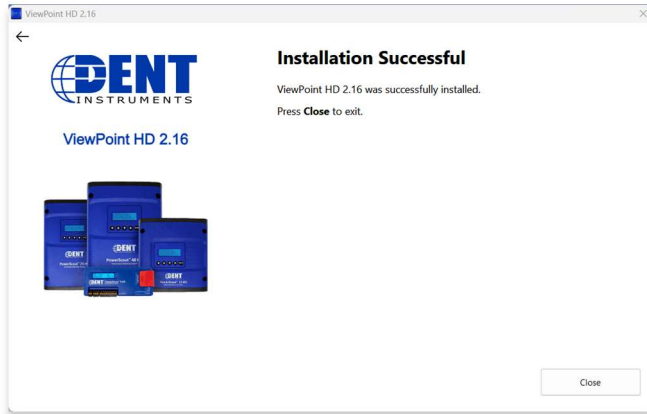 ViewPoint HD 2.16
DENT
INSTRUMENTS
ViewPoint HD 2.16
Installation Successful
ViewPoint HD 2.16 was successfully installed.
Press Close to exit.
DENT
DENT
DENT
DENT
Close